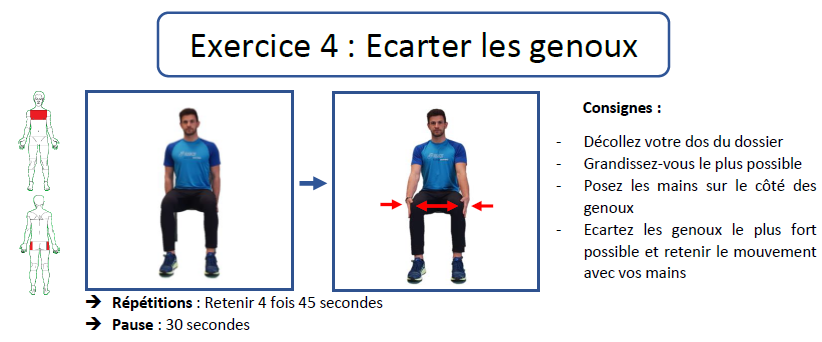 Exercice 4 : Ecarter les genoux
Consignes :
- Décollez votre dos du dossier
- Grandissez-vous le plus possible
- Posez les mains sur le côté des
genoux
- Ecartez les genoux le plus fort
possible et retenir le mouvement
avec vos mains
➔ Répétitions : Retenir 4 fois 45 secondes
➔ Pause : 30 secondes